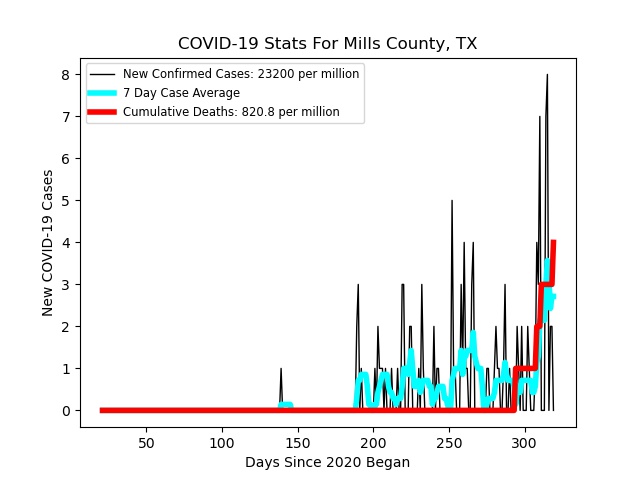 COVID-19 Stats For Mills County, TX
New Confirmed Cases: 23200 per million
7 Day Case Average
Cumulative Deaths: 820.8 per million
New COVID-19 Cases
8
7
6
5
4
3
2
1
0
50 100 150 200 250 300
Days Since 2020 Began